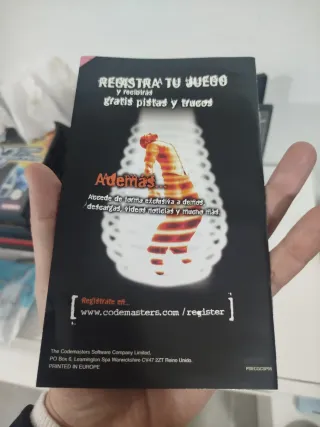 REGISTRA TU JUEGO
y recibirás
gratis pistas y trucos
Además...
Accede de forma exclusiva a demos,
descargas, vídeos noticias y mucho más.
Regístrate en...
[ www.codemasters.com/register ]
The Codemasters Software Company Limited.
PO Box 6, Leamington Spa Warwickshire CV47 2ZT Reino Unido.
PRINTED IN EUROPE